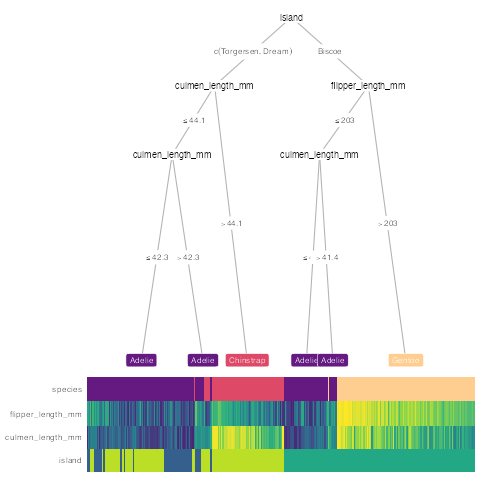 island
c(Torgersen, Dream) Biscoe
culmen_length_mm flipper_length_mm
≤ 44.1 ≤ 203
culmen_length_mm culmen_length_mm
> 44.1 > 203
≤ 42.3 > 42.3 > 41.4
Adelie Adelie Chinstrap Adelie Adelie Gentoo
species
flipper_length_mm
culmen_length_mm
island